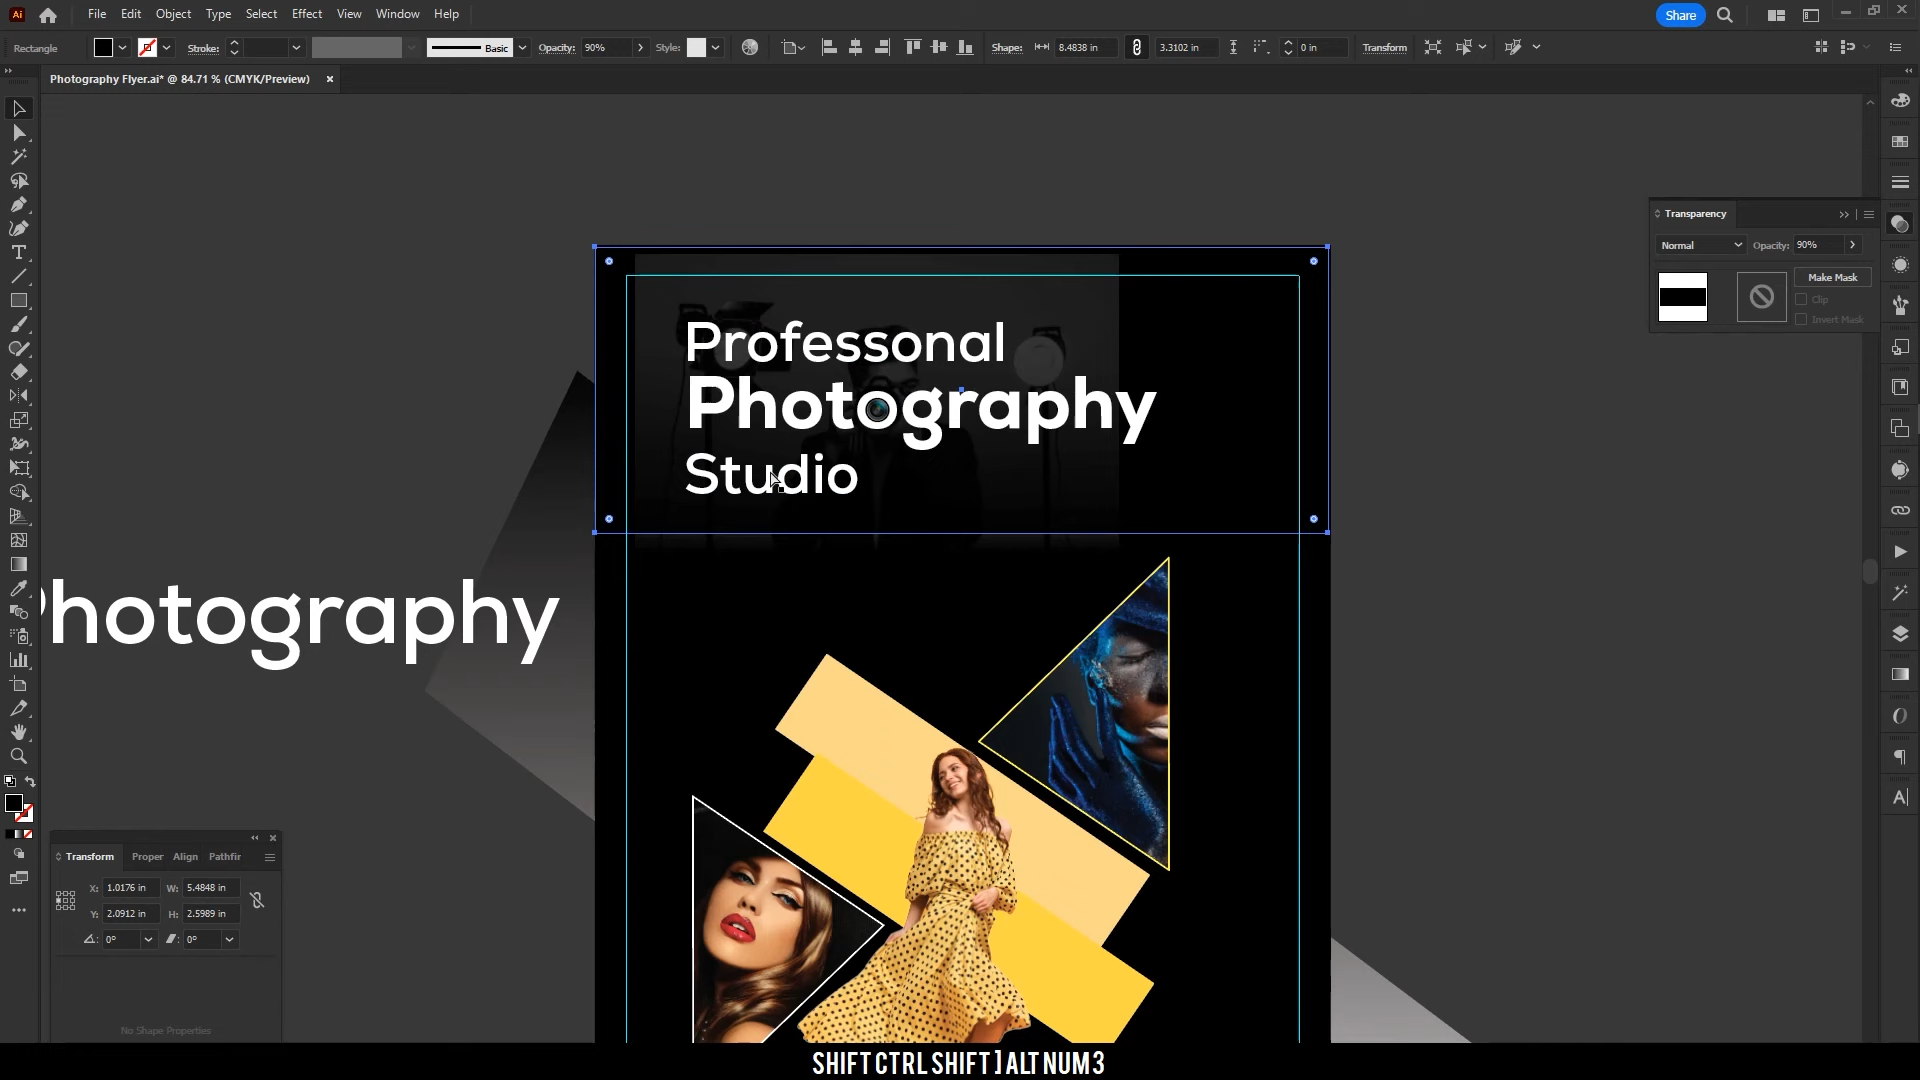 Ai File Edit Object Type Select Effect View Window Help Share
Rectangle Stroke: Basic Opacity: 90% Style: Shape: 8.4838 in 3.3102 in 0 in Transform
Photography Flyer.ai* @ 84.71 % (CMYK/Preview) ×
Transparency
Normal Opacity: 90%
Make Mask
Clip
Invert Mask
Professonal
Photography
Studio
Photography
Transform Proper Align Pathfir
X: 1.0176 in W: 5.4848 in
Y: 2.0912 in H: 2.5989 in
0° 0°
No Shape Properties
SHIFT CTRL SHIFT ] ALT NUM 3